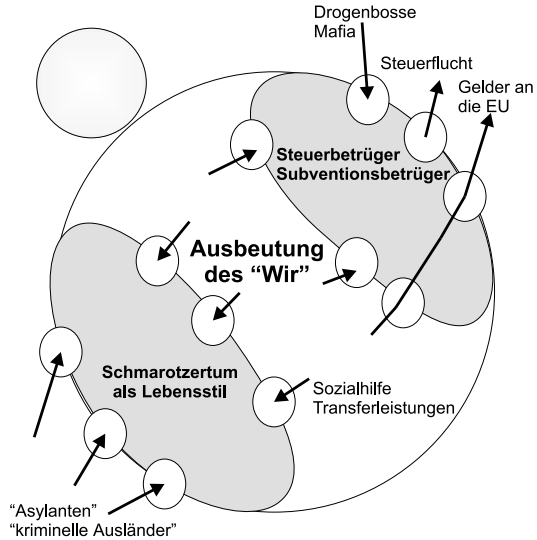 Drogenbosse
Mafia
Steuerflucht
Gelder an
die EU
Steuerbetrüger
Subventionsbetrüger
Ausbeutung
des “Wir”
Schmarotzertum
als Lebensstil
Sozialhilfe
Transferleistungen
“Asylanten”
“kriminelle Ausländer”